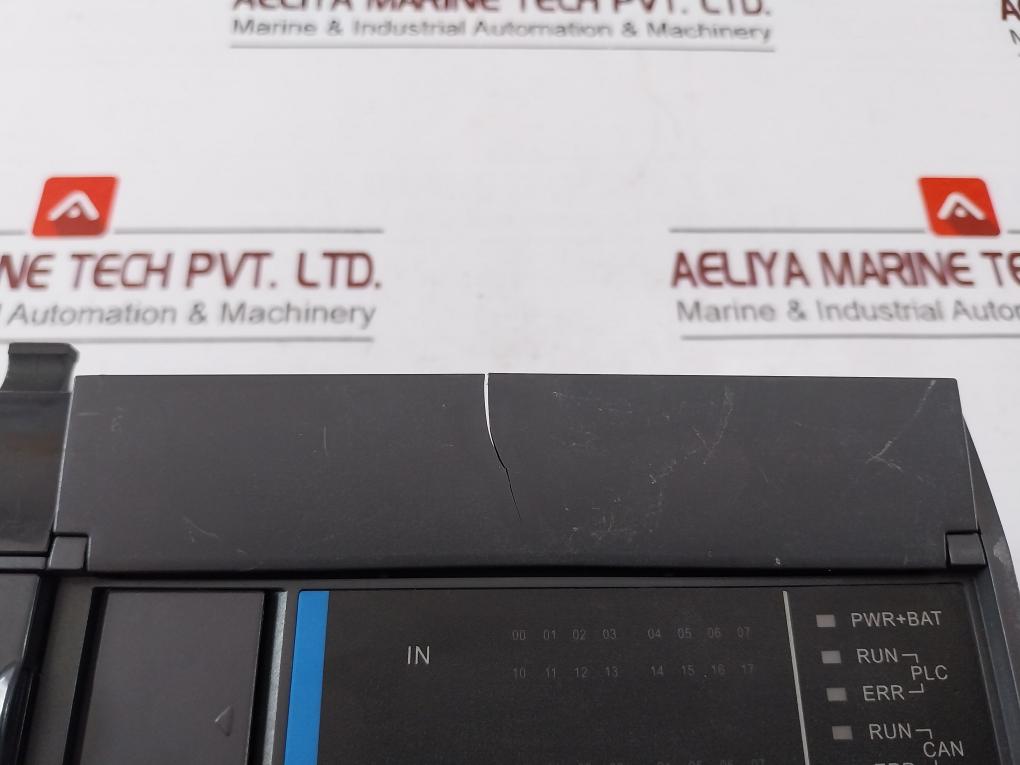 AELIYA MARINE TECH PVT. LTD.
Marine & Industrial Automation & Machinery
NE TECH PVT. LTD.
Automation & Machinery
AELIYA MARINE TE
Marine & Industrial Autom
IN
00 01 02 03 04 05 06 07
10 11 12 13 14 15 16 17
PWR+BAT
RUN
PLC
ERR
RUN
CAN